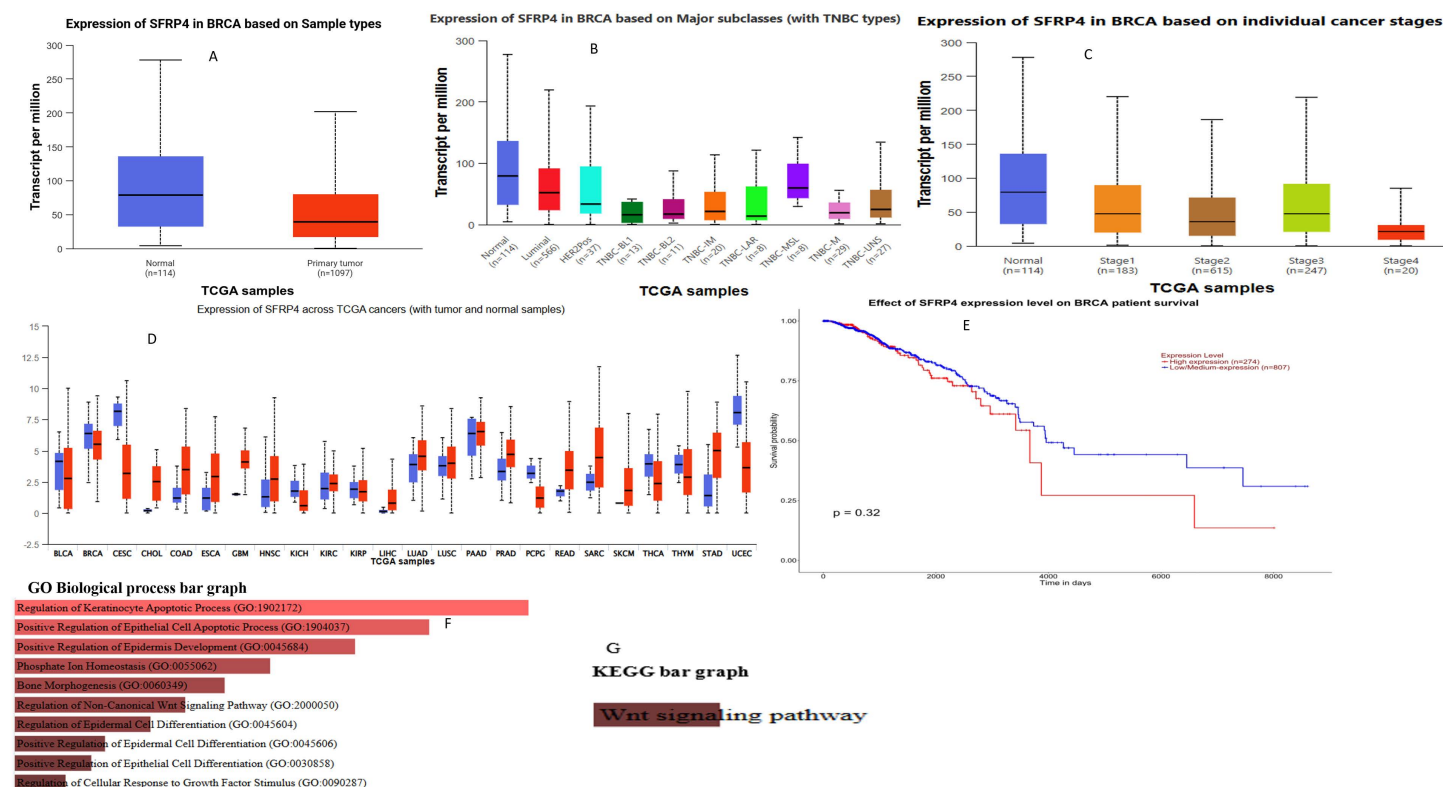 Expression of SFRP4 in BRCA based on Sample types
A
Transcript per million
300
250
200
150
100
50
0
Normal
(n=114)
Primary tumor
(n=1097)
TCGA samples
Expression of SFRP4 in BRCA based on Major subclasses (with TNBC types)
B
Transcript per million
300
200
100
0
Normal
(n=114)
Luminal
(n=566)
HER2Pos
(n=37)
TNBC-BL1
(n=13)
TNBC-BL2
(n=11)
TNBC-IM
(n=20)
TNBC-LAR
(n=8)
TNBC-MSL
(n=8)
TNBC-M
(n=29)
TNBC-UNS
(n=27)
TCGA samples
Expression of SFRP4 in BRCA based on individual cancer stages
C
Transcript per million
300
250
200
150
100
50
0
Normal
(n=114)
Stage1
(n=183)
Stage2
(n=615)
Stage3
(n=247)
Stage4
(n=20)
TCGA samples
Expression of SFRP4 across TCGA cancers (with tumor and normal samples)
D
15
12.5
10
7.5
5
2.5
0
-2.5
BLCA BRCA CESC CHOL COAD ESCA GBM HNSC KICH KIRC KIRP LIHC LUAD LUSC PAAD PRAD PCPG READ SARC SKCM THCA THYM STAD UCEC
TCGA samples
Effect of SFRP4 expression level on BRCA patient survival
E
Survival probability
1.00
0.75
0.50
0.25
0.00
Expression Level
High expression (n=274)
Low/Medium-expression (n=807)
p = 0.32
0 2000 4000 6000 8000
Time in days
GO Biological process bar graph
F
Regulation of Keratinocyte Apoptotic Process (GO:1902172)
Positive Regulation of Epithelial Cell Apoptotic Process (GO:1904037)
Positive Regulation of Epidermis Development (GO:0045684)
Phosphate Ion Homeostasis (GO:0055062)
Bone Morphogenesis (GO:0060349)
Regulation of Non-Canonical Wnt Signaling Pathway (GO:2000050)
Regulation of Epidermal Cell Differentiation (GO:0045604)
Positive Regulation of Epidermal Cell Differentiation (GO:0045606)
Positive Regulation of Epithelial Cell Differentiation (GO:0030858)
Regulation of Cellular Response to Growth Factor Stimulus (GO:0090287)
G
KEGG bar graph
Wnt signaling pathway